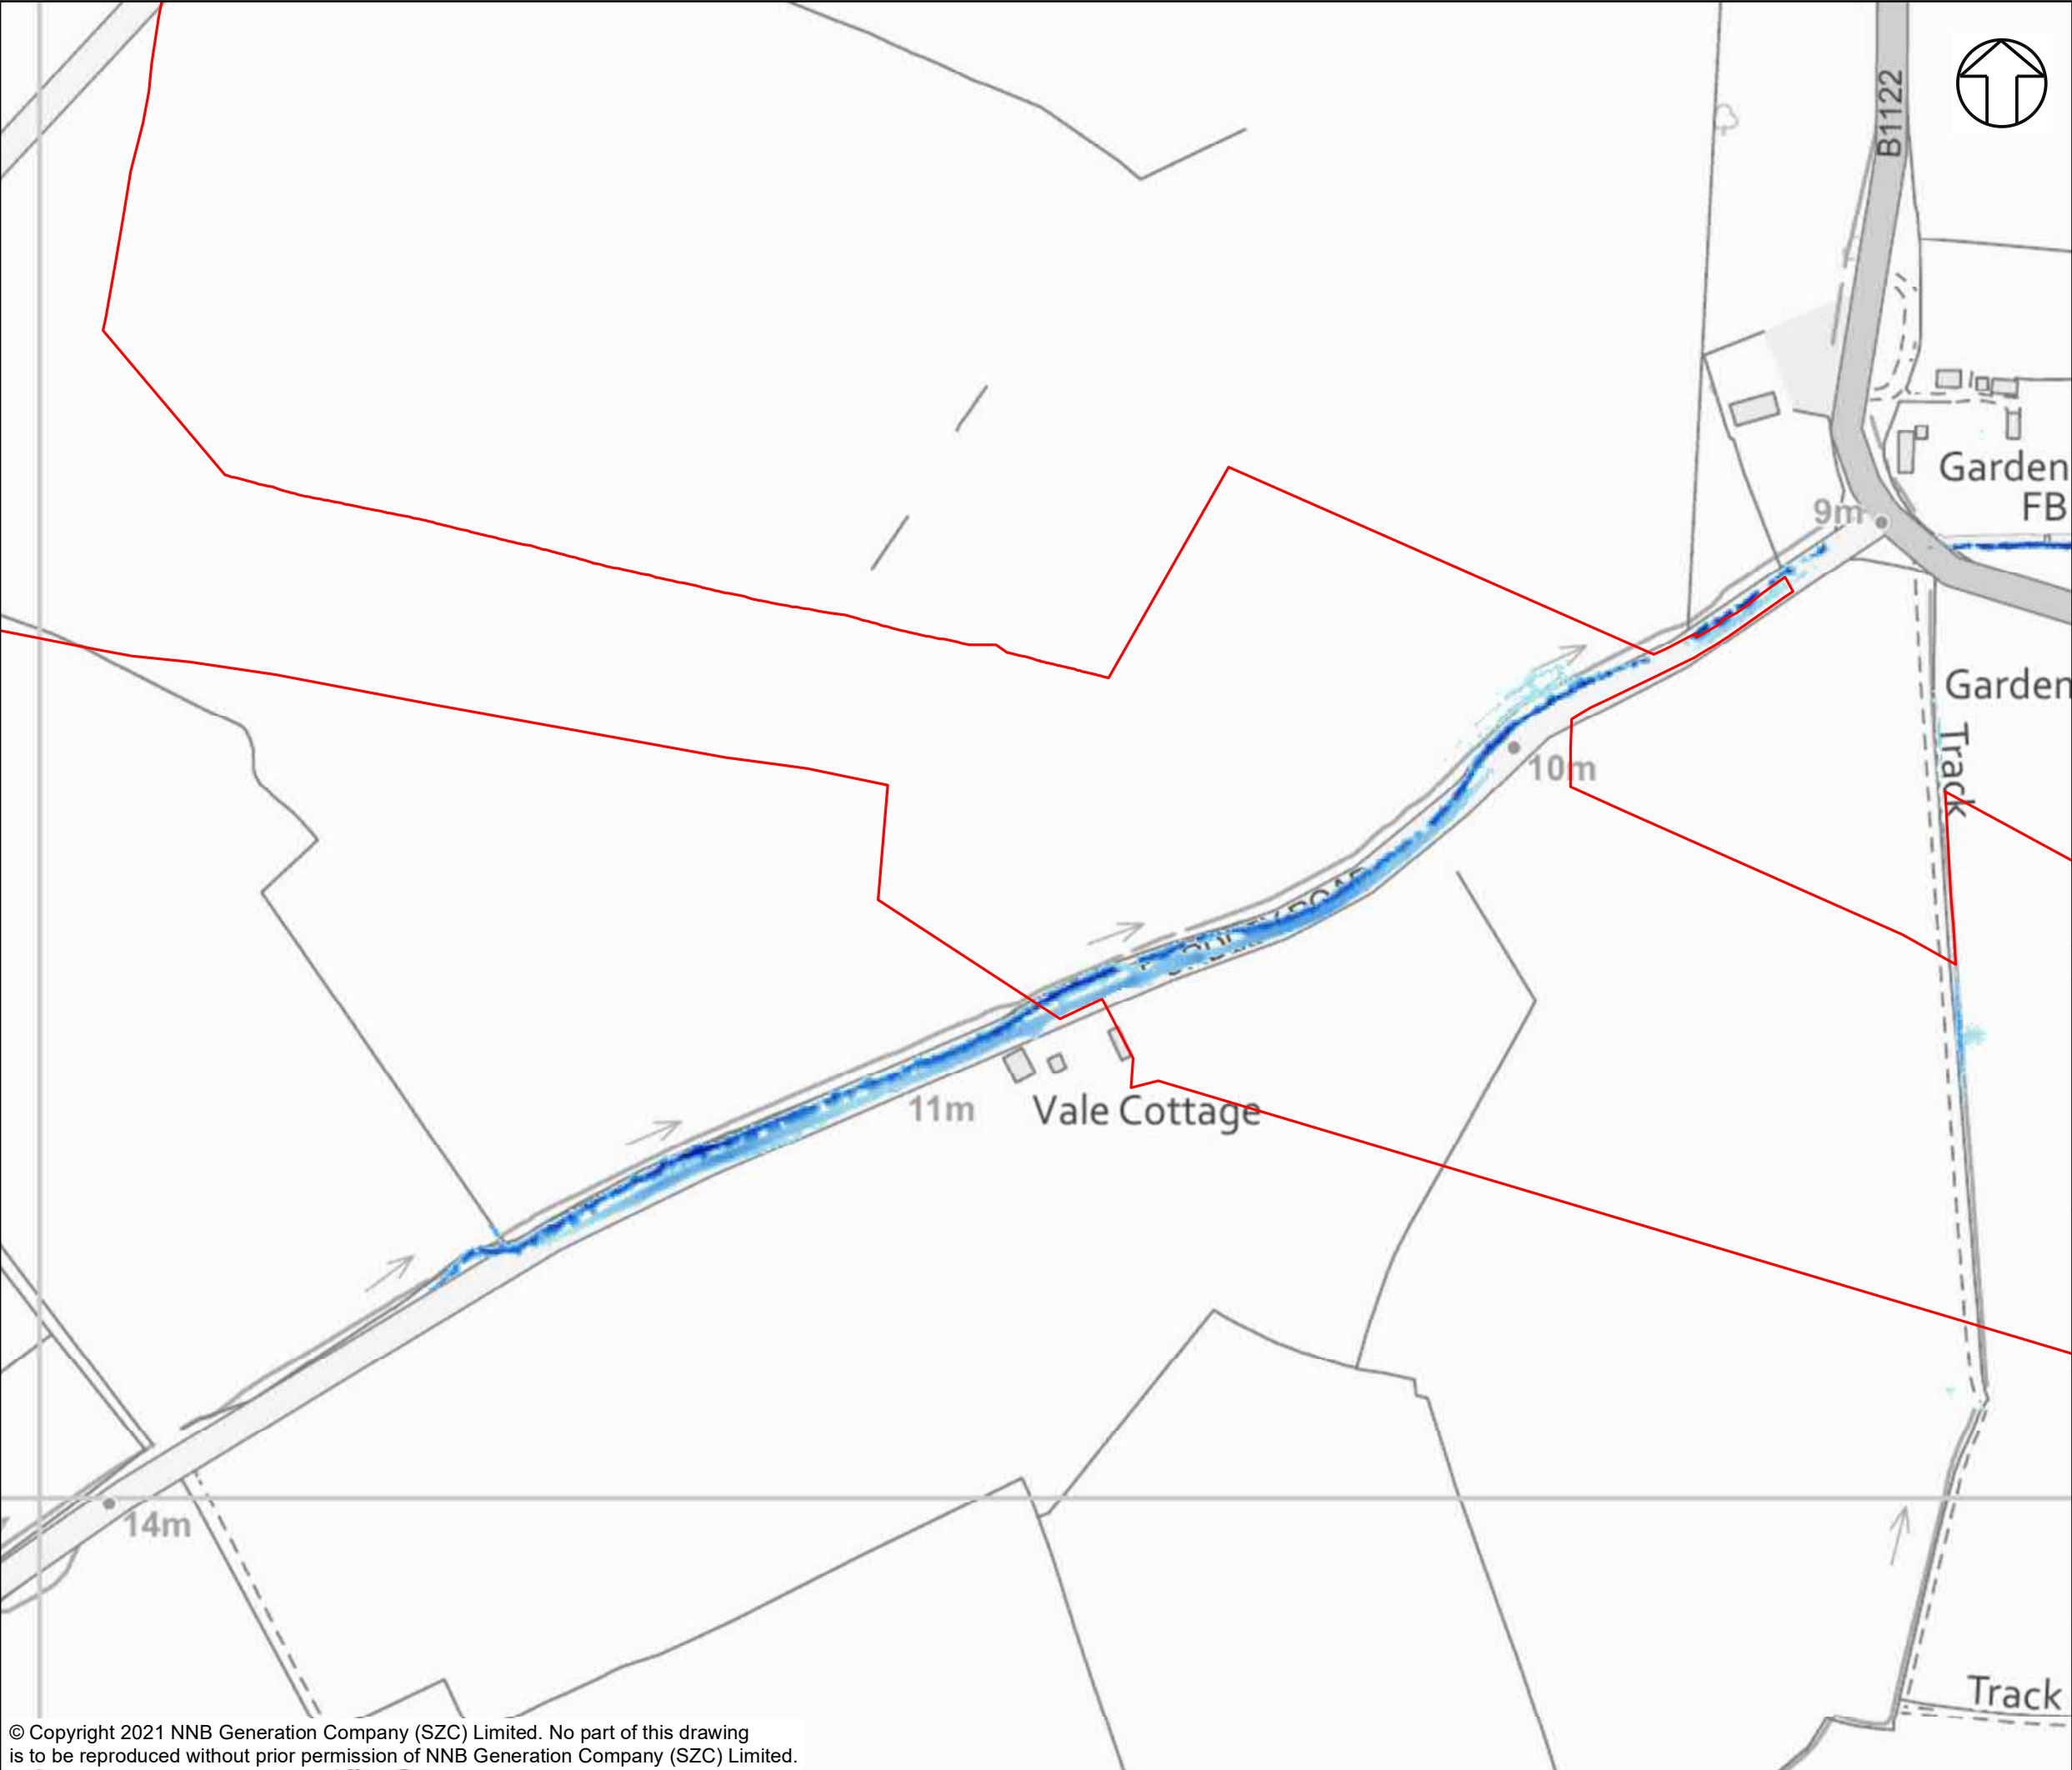 B1122
Garden
FB
9m
Garden
Track
10m
11m
Vale Cottage
14m
Track
© Copyright 2021 NNB Generation Company (SZC) Limited. No part of this drawing
is to be reproduced without prior permission of NNB Generation Company (SZC) Limited.